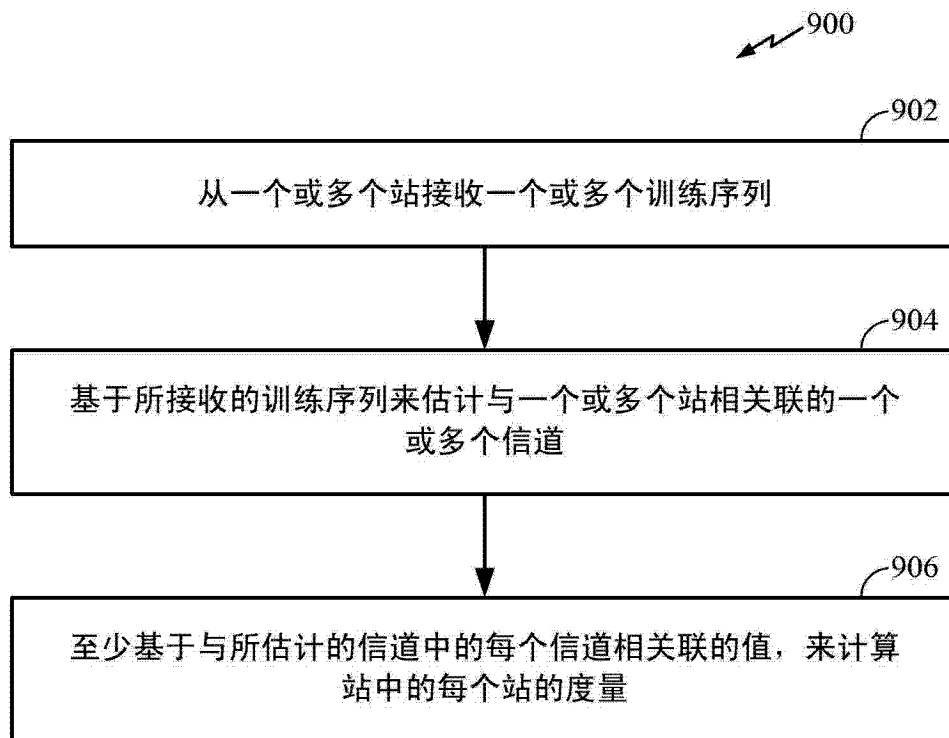 900
902
从一个或多个站接收一个或多个训练序列
904
基于所接收的训练序列来估计与一个或多个站相关联的一个
或多个信道
906
至少基于与所估计的信道中的每个信道相关联的值，来计算
站中的每个站的度量